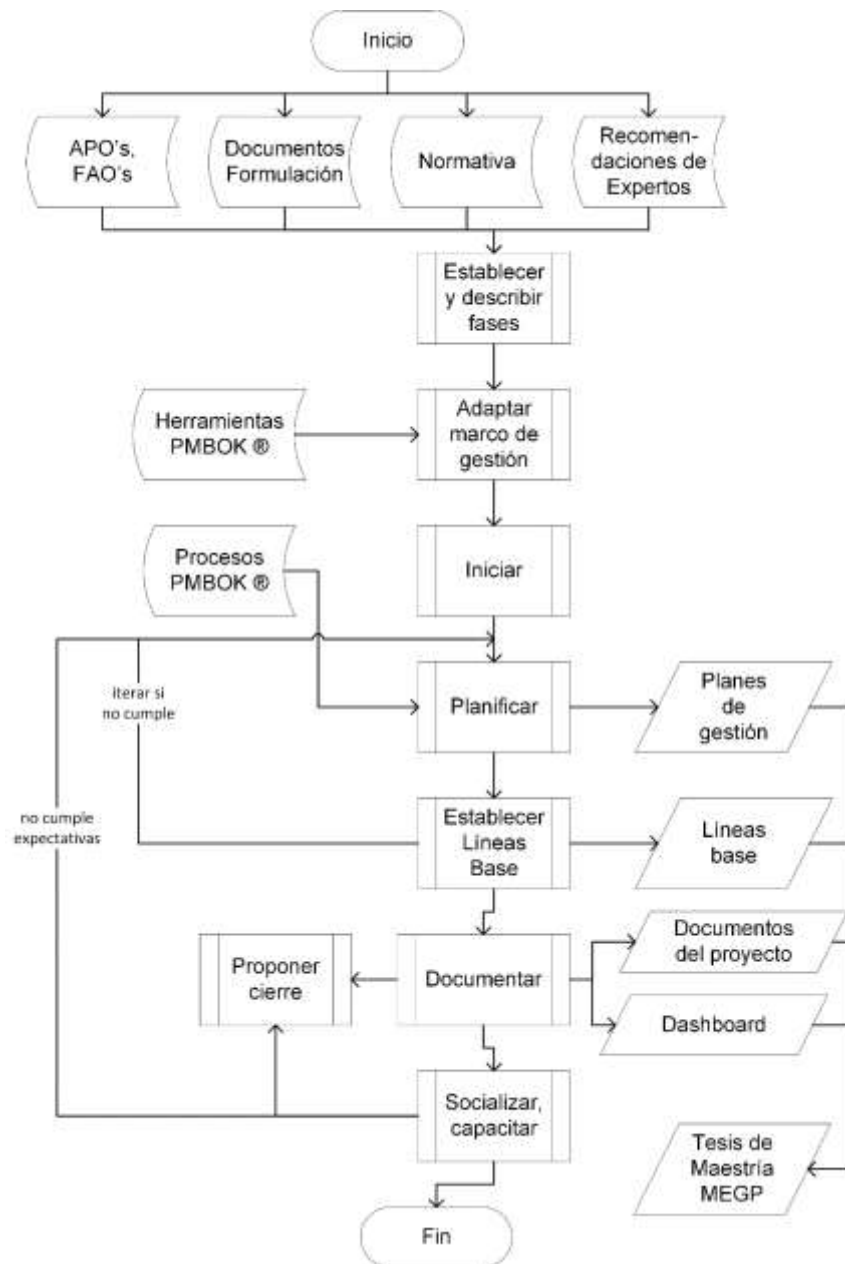 Inicio
APO's,
FAO's
Documentos
Formulación
Normativa
Recomen-
daciones de
Expertos
Establecer
y describir
fases
Herramientas
PMBOK ®
Adaptar
marco de
gestión
Procesos
PMBOK ®
Iniciar
iterar si
no cumple
Planificar
Planes
de
gestión
no cumple
expectativas
Establecer
Líneas
Base
Lineas
base
Proponer
cierre
Documentar
Documentos
del proyecto
Dashboard
Socializar,
capacitar
Tesis de
Maestría
MEGP
Fin